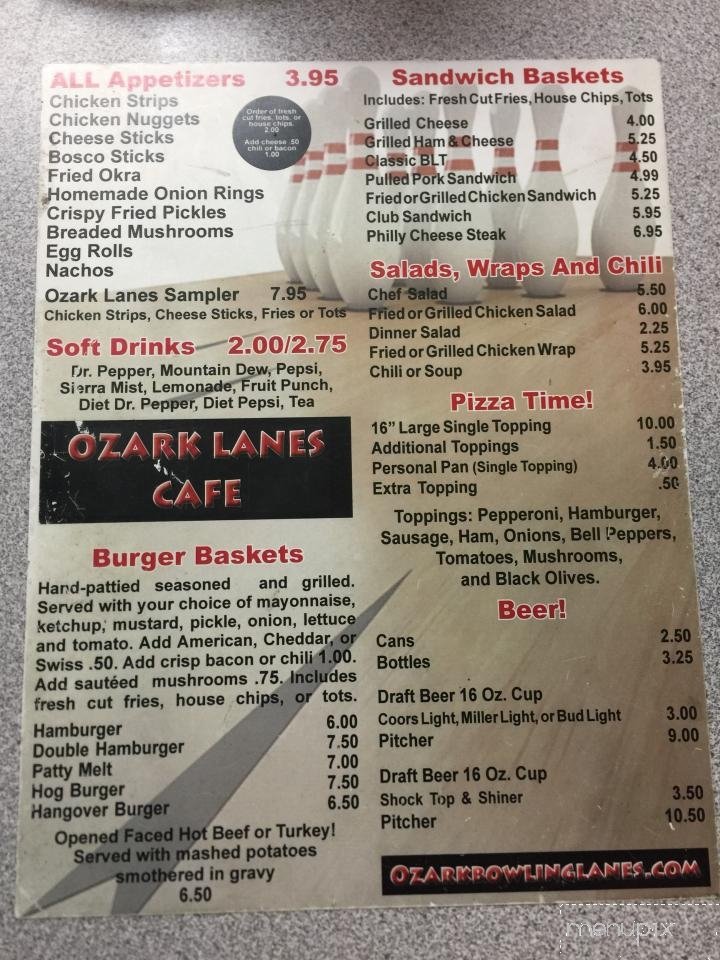 ALL Appetizers 3.95
Chicken Strips
Chicken Nuggets
Cheese Sticks
Bosco Sticks
Fried Okra
Homemade Onion Rings
Crispy Fried Pickles
Breaded Mushrooms
Egg Rolls
Nachos
Order of fresh
cut fries, tots, or
house chips.
2.00
Add cheese .50
chili or bacon
1.00
Ozark Lanes Sampler 7.95
Chicken Strips, Cheese Sticks, Fries or Tots
Soft Drinks 2.00/2.75
Dr. Pepper, Mountain Dew, Pepsi,
Sierra Mist, Lemonade, Fruit Punch,
Diet Dr. Pepper, Diet Pepsi, Tea
OZARK LANES
CAFE
Burger Baskets
Hand-pattied seasoned and grilled.
Served with your choice of mayonnaise,
ketchup, mustard, pickle, onion, lettuce
and tomato. Add American, Cheddar, or
Swiss .50. Add crisp bacon or chili 1.00.
Add sautéed mushrooms .75. Includes
fresh cut fries, house chips, or tots.
Hamburger 6.00
Double Hamburger 7.50
Patty Melt 7.00
Hog Burger 7.50
Hangover Burger 6.50
Opened Faced Hot Beef or Turkey!
Served with mashed potatoes
smothered in gravy
6.50
Sandwich Baskets
Includes: Fresh Cut Fries, House Chips, Tots
Grilled Cheese 4.00
Grilled Ham & Cheese 5.25
Classic BLT 4.50
Pulled Pork Sandwich 4.99
Fried or Grilled Chicken Sandwich 5.25
Club Sandwich 5.95
Philly Cheese Steak 6.95
Salads, Wraps And Chili
Chef Salad 5.50
Fried or Grilled Chicken Salad 6.00
Dinner Salad 2.25
Fried or Grilled Chicken Wrap 5.25
Chili or Soup 3.95
Pizza Time!
16” Large Single Topping 10.00
Additional Toppings 1.50
Personal Pan (Single Topping) 4.00
Extra Topping .50
Toppings: Pepperoni, Hamburger,
Sausage, Ham, Onions, Bell Peppers,
Tomatoes, Mushrooms,
and Black Olives.
Beer!
Cans 2.50
Bottles 3.25
Draft Beer 16 Oz. Cup
Coors Light, Miller Light, or Bud Light 3.00
Pitcher 9.00
Draft Beer 16 Oz. Cup
Shock Top & Shiner 3.50
Pitcher 10.50
OZARKBOWLINGLANES.COM
menupix